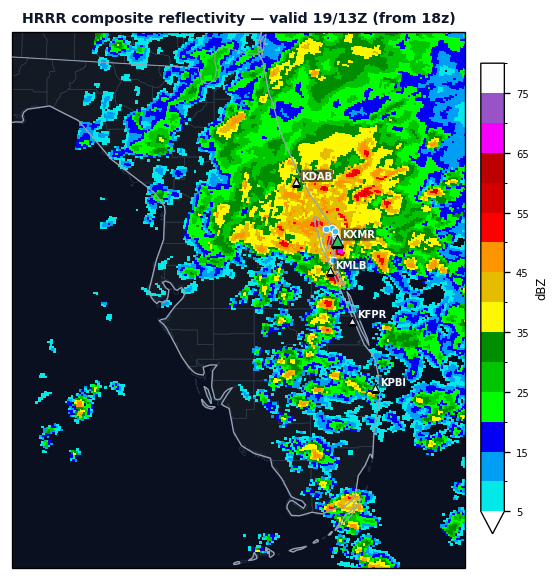 HRRR composite reflectivity — valid 19/13Z (from 18z)
KDAB
KXMR
KMLB
KFPR
KPBI
75
65
55
45
35
25
15
5
dBZ